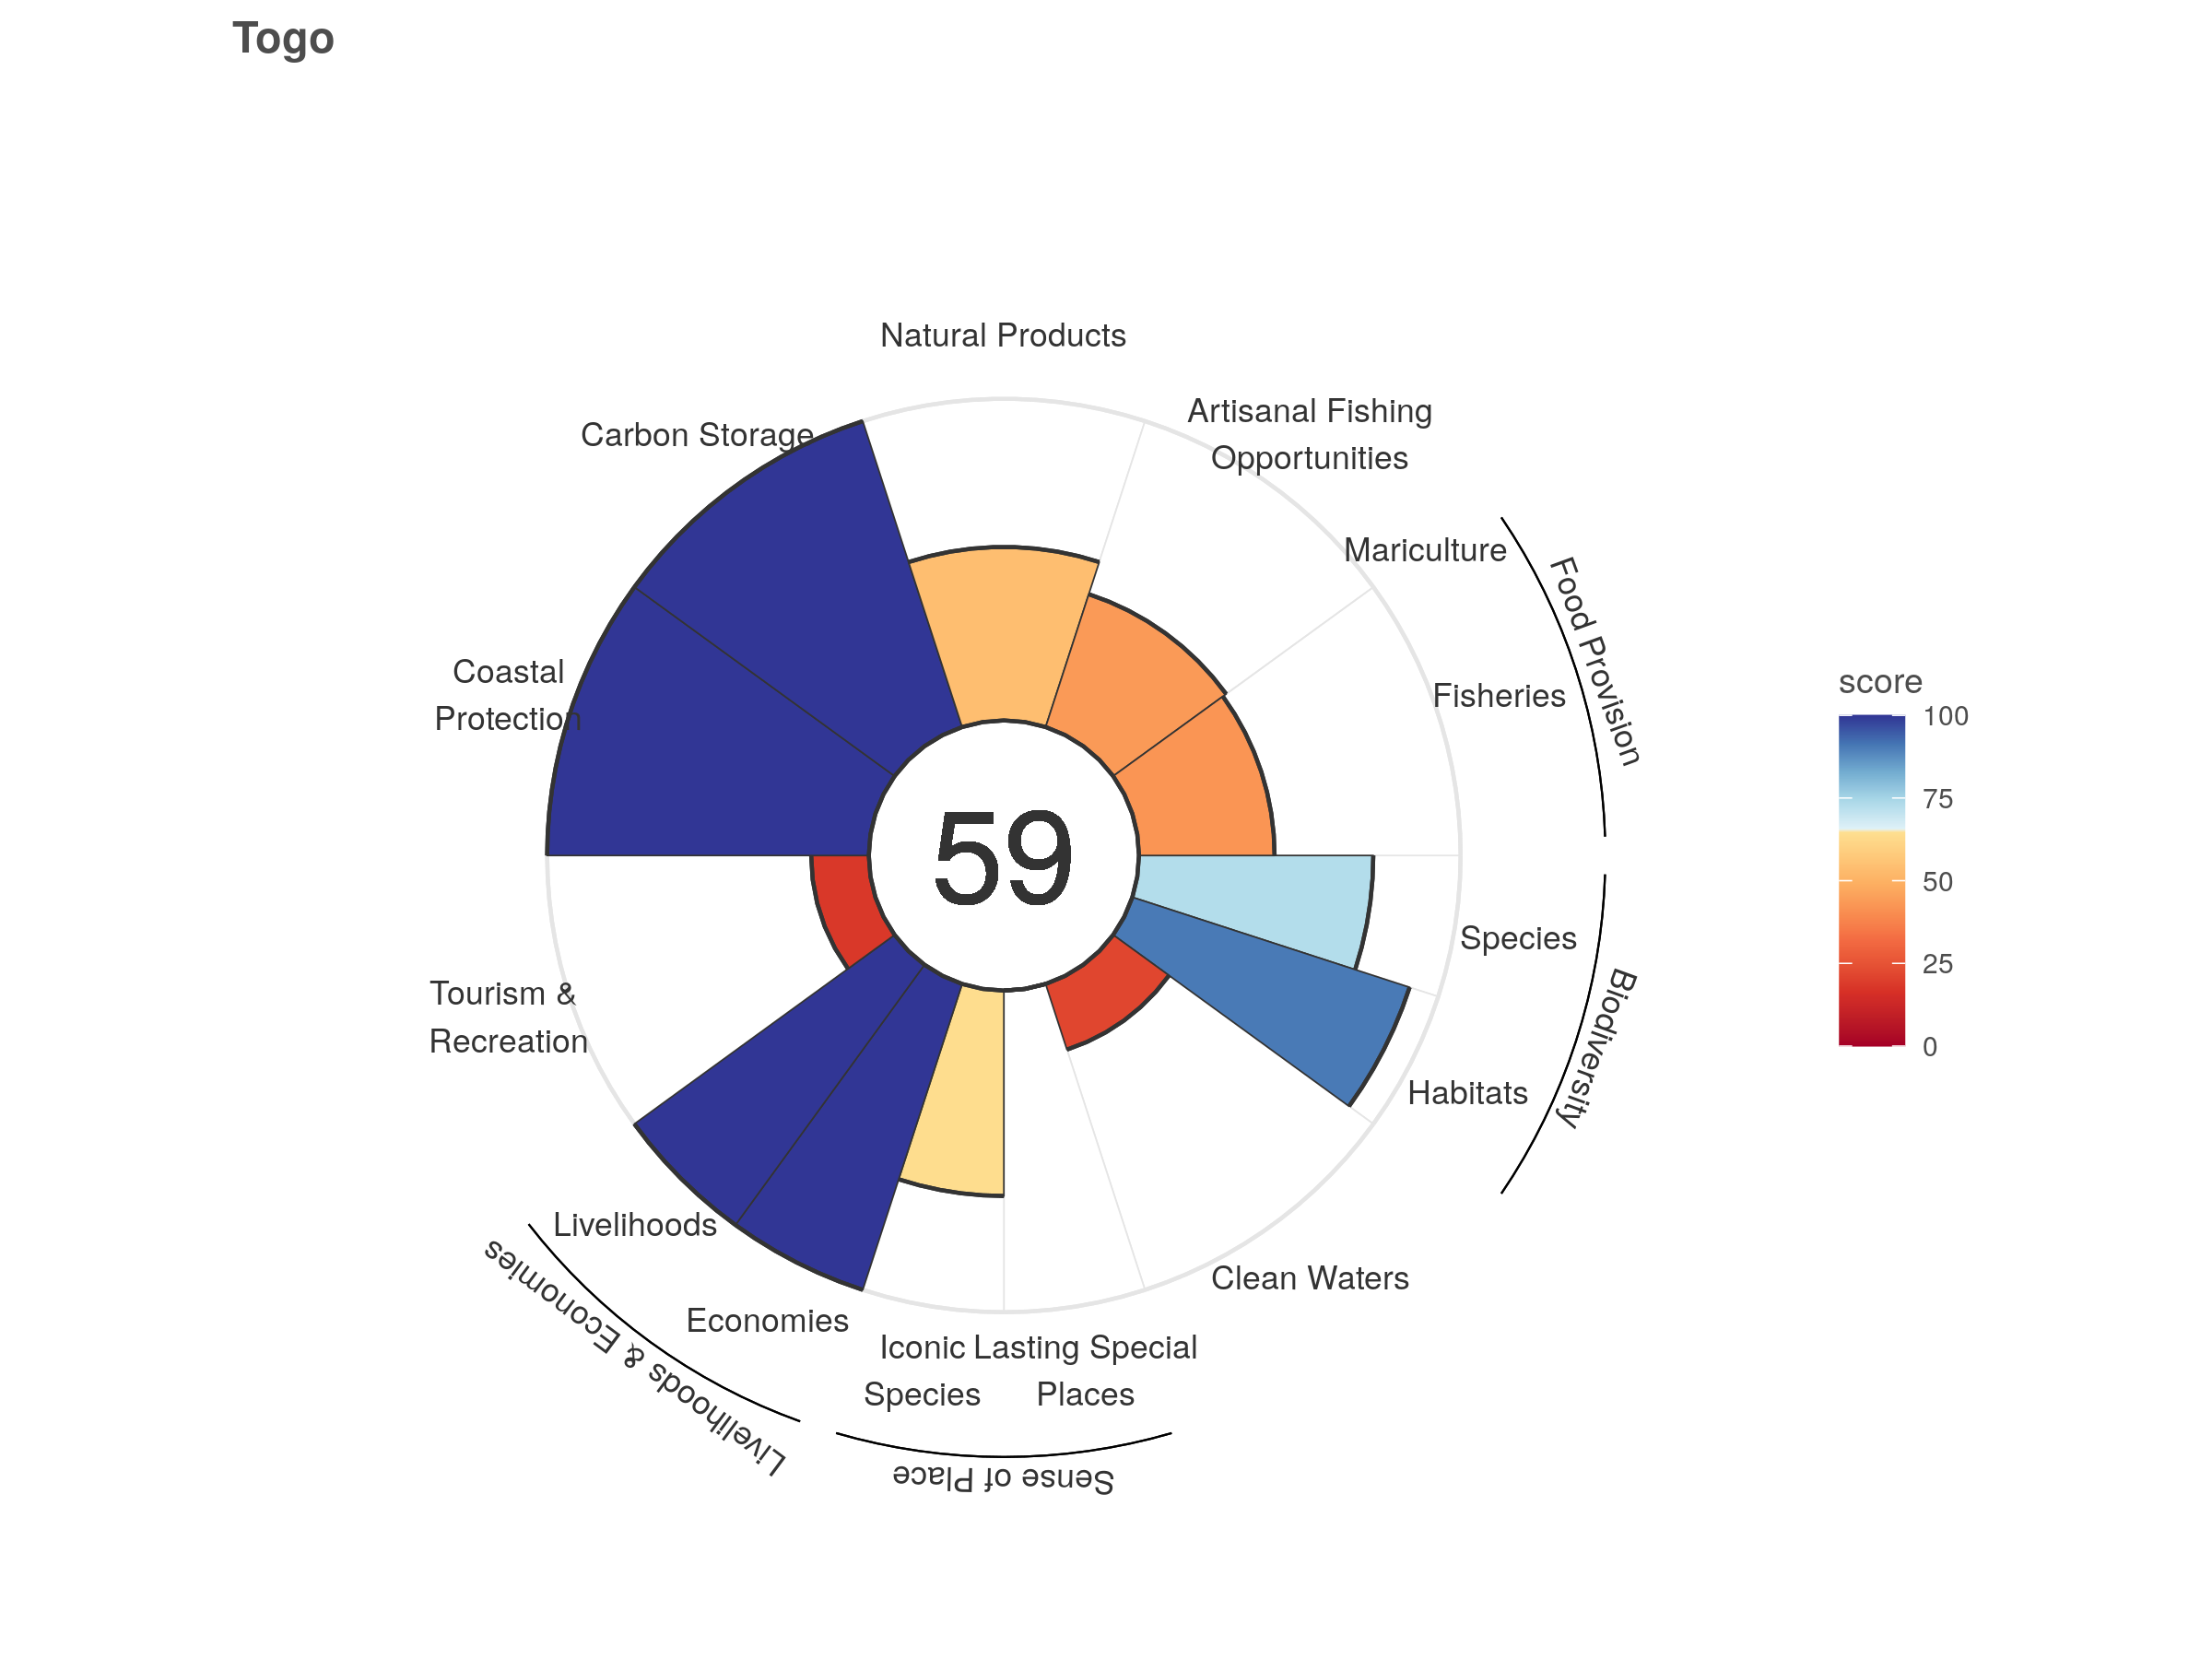 Togo
Natural Products
Artisanal Fishing
Opportunities
Carbon Storage
Mariculture
Food Provision
Fisheries
Coastal
Protection
score
100
75
50
25
0
59
Species
Biodiversity
Habitats
Tourism &
Recreation
Livelihoods
Clean Waters
Economies
Livelihoods & Economies
Iconic
Species
Lasting Special
Places
Sense of Place